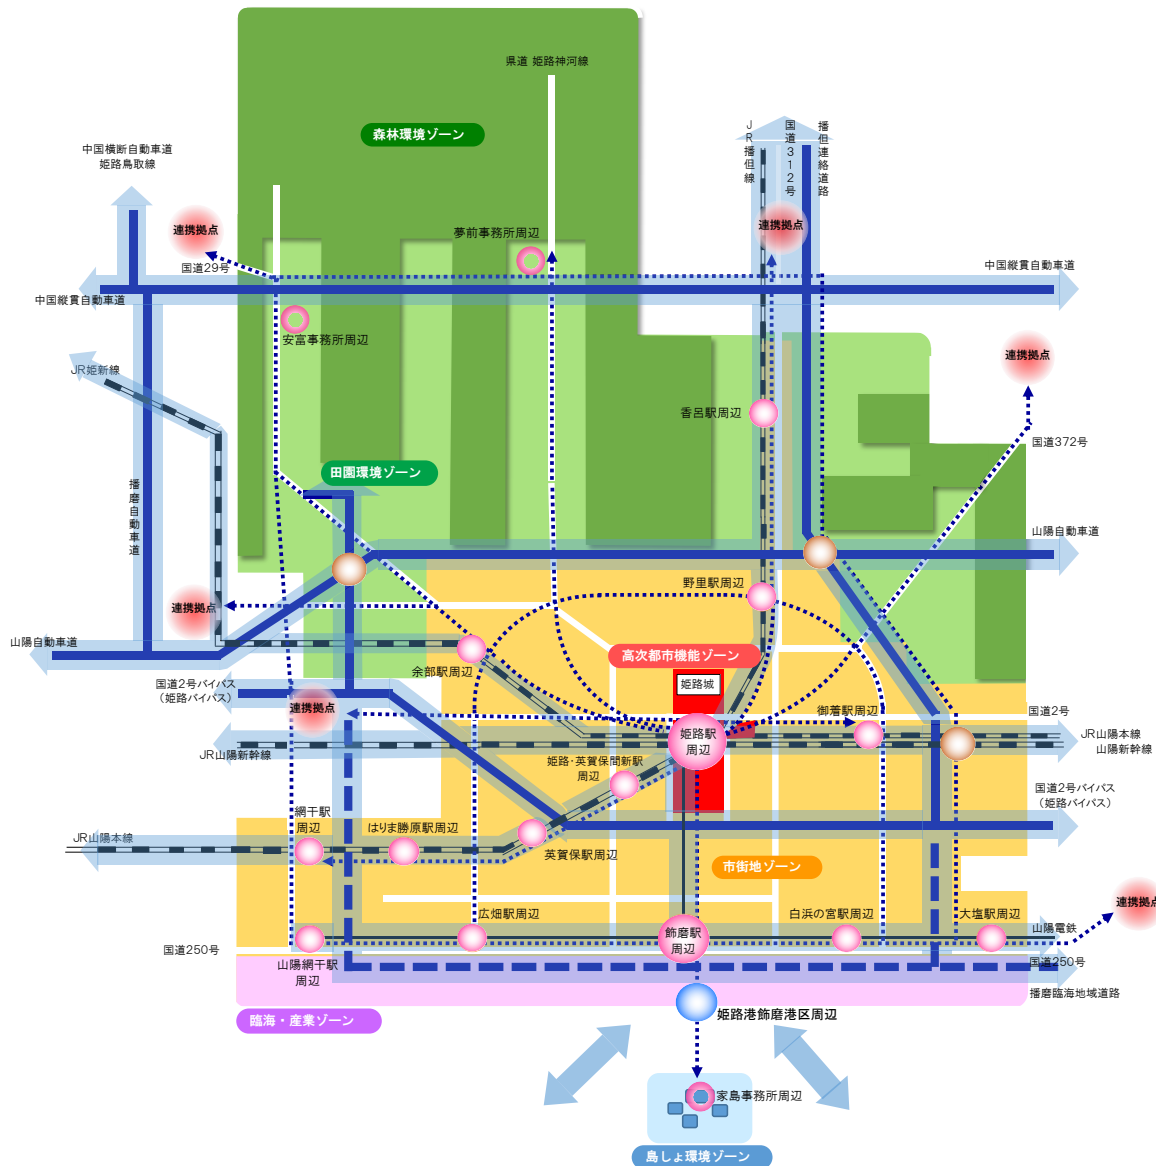 県道 姫路神河線
森林環境ゾーン
JR播但線
国道312号
播但連絡道路
中国横断自動車道
姫路鳥取線
連携拠点
連携拠点
夢前事務所周辺
国道29号
中国縦貫自動車道
中国縦貫自動車道
安富事務所周辺
連携拠点
JR姫新線
香呂駅周辺
国道372号
田園環境ゾーン
播磨自動車道
山陽自動車道
野里駅周辺
連携拠点
山陽自動車道
高次都市機能ゾーン
余部駅周辺
姫路城
国道2号バイパス
（姫路バイパス）
連携拠点
御着駅周辺
国道2号
姫路駅
周辺
JR山陽本線
山陽新幹線
JR山陽新幹線
姫路・英賀保間新駅
周辺
国道2号バイパス
（姫路バイパス）
網干駅
周辺
はりま勝原駅周辺
JR山陽本線
英賀保駅周辺
市街地ゾーン
連携拠点
広畑駅周辺
白浜の宮駅周辺
大塩駅周辺
飾磨駅
周辺
山陽電鉄
国道250号
山陽網干駅
周辺
国道250号
播磨臨海地域道路
臨海・産業ゾーン
姫路港飾磨港区周辺
家島事務所周辺
島しょ環境ゾーン